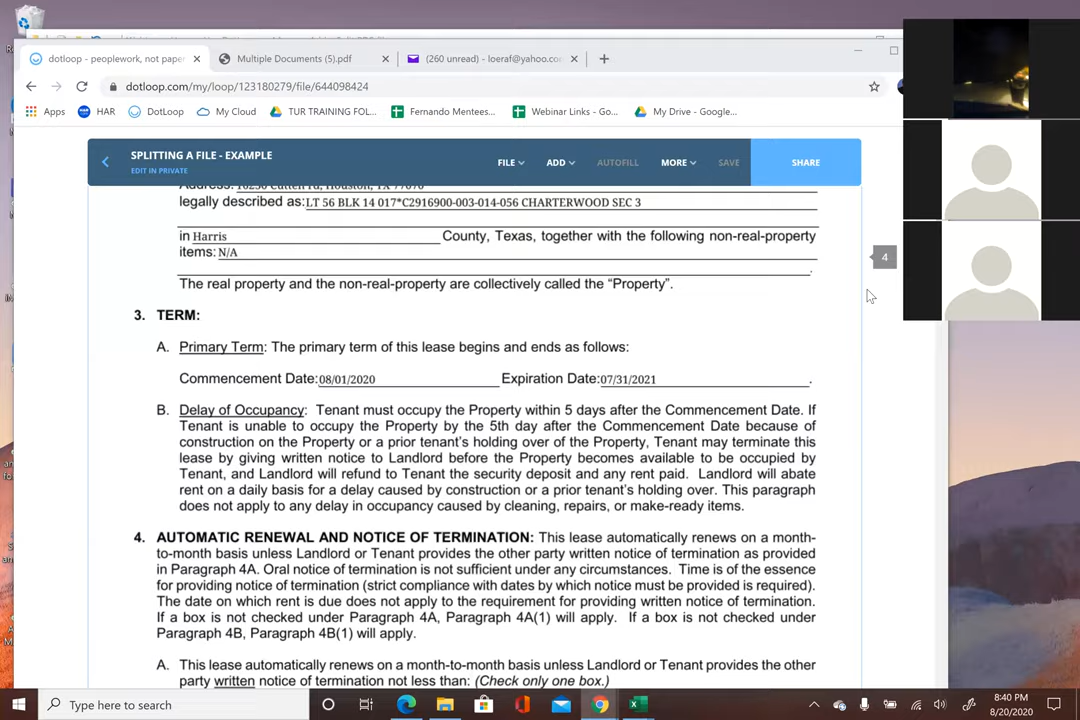 dotloop - peoplework, not paper
Multiple Documents (5).pdf
(260 unread) - loeraf@yahoo.co
dotloop.com/my/loop/123180279/file/644098424
Apps
HAR
DotLoop
My Cloud
TUR TRAINING FOL...
Fernando Mentees...
Webinar Links - Go...
My Drive - Google...
SPLITTING A FILE - EXAMPLE
EDIT IN PRIVATE
FILE
ADD
AUTOFILL
MORE
SAVE
SHARE
legally described as: LT 56 BLK 14 017*C2916900-003-014-056 CHARTERWOOD SEC 3
in Harris County, Texas, together with the following non-real-property
items: N/A
The real property and the non-real-property are collectively called the “Property”.
4
3. TERM:
A. Primary Term: The primary term of this lease begins and ends as follows:
Commencement Date: 08/01/2020 Expiration Date: 07/31/2021 .
B. Delay of Occupancy: Tenant must occupy the Property within 5 days after the Commencement Date. If
Tenant is unable to occupy the Property by the 5th day after the Commencement Date because of
construction on the Property or a prior tenant’s holding over of the Property, Tenant may terminate this
lease by giving written notice to Landlord before the Property becomes available to be occupied by
Tenant, and Landlord will refund to Tenant the security deposit and any rent paid. Landlord will abate
rent on a daily basis for a delay caused by construction or a prior tenant’s holding over. This paragraph
does not apply to any delay in occupancy caused by cleaning, repairs, or make-ready items.
4. AUTOMATIC RENEWAL AND NOTICE OF TERMINATION: This lease automatically renews on a month-
to-month basis unless Landlord or Tenant provides the other party written notice of termination as provided
in Paragraph 4A. Oral notice of termination is not sufficient under any circumstances. Time is of the essence
for providing notice of termination (strict compliance with dates by which notice must be provided is required).
The date on which rent is due does not apply to the requirement for providing written notice of termination.
If a box is not checked under Paragraph 4A, Paragraph 4A(1) will apply. If a box is not checked under
Paragraph 4B, Paragraph 4B(1) will apply.
A. This lease automatically renews on a month-to-month basis unless Landlord or Tenant provides the other
party written notice of termination not less than: (Check only one box.)
Type here to search
8:40 PM
8/20/2020